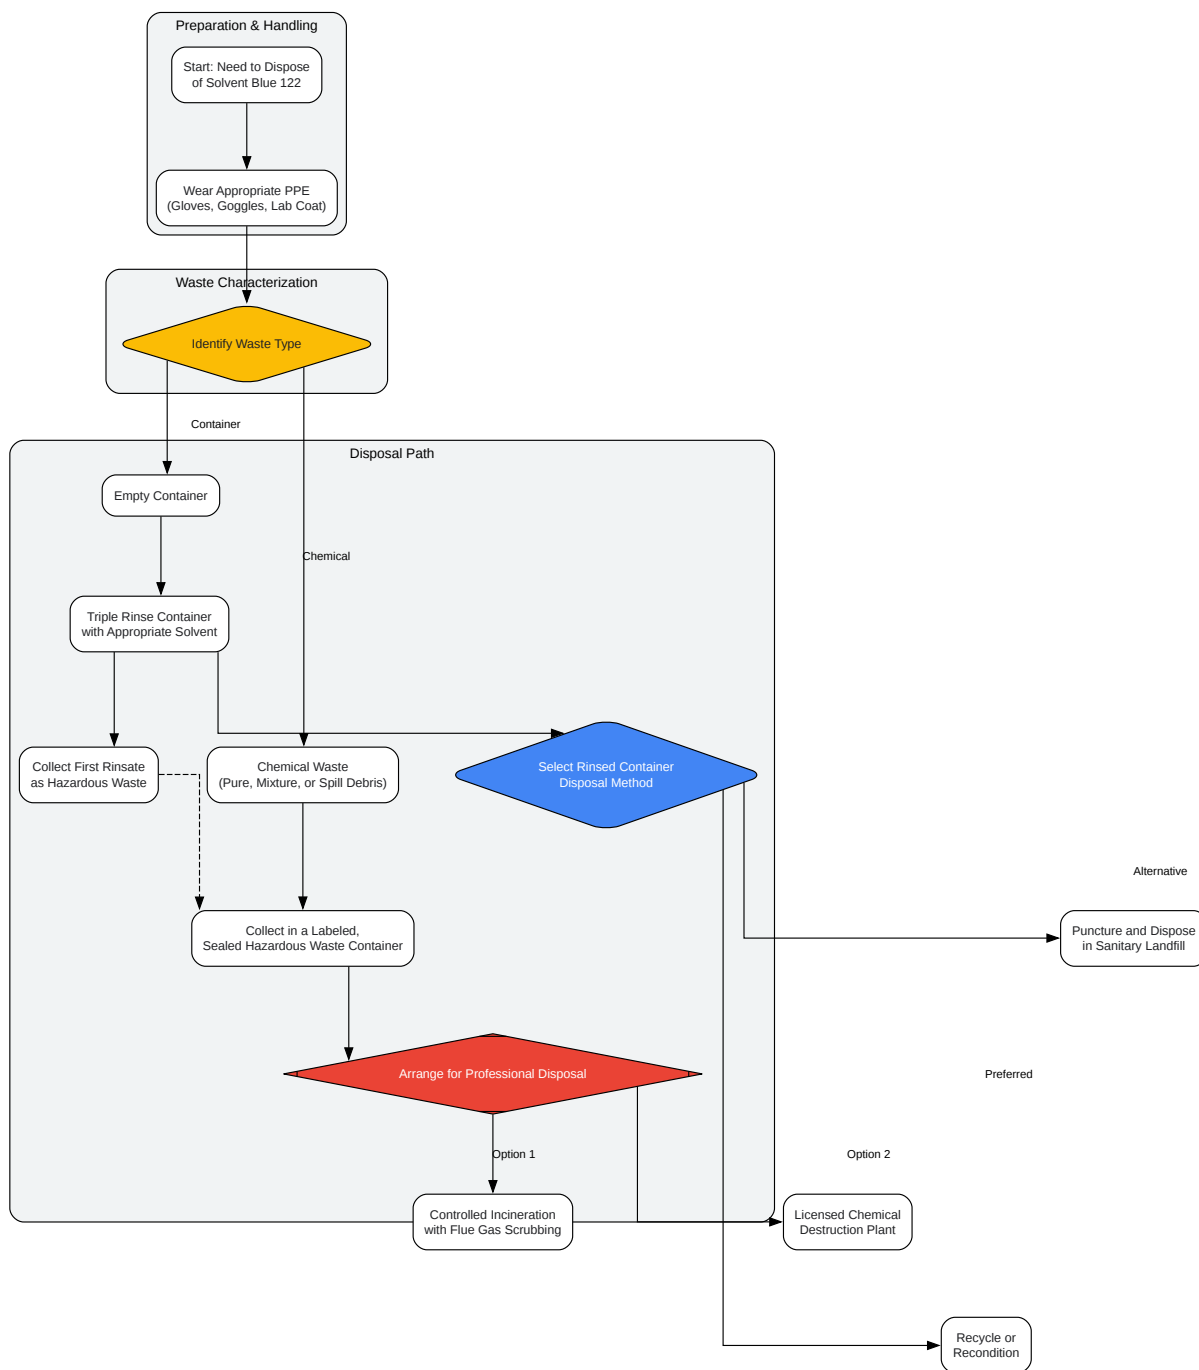 Preparation & Handling
Start: Need to Dispose
of Solvent Blue 122
Wear Appropriate PPE
(Gloves, Goggles, Lab Coat)
Waste Characterization
Identify Waste Type
Container
Disposal Path
Empty Container
Chemical
Triple Rinse Container
with Appropriate Solvent
Collect First Rinsate
as Hazardous Waste
Chemical Waste
(Pure, Mixture, or Spill Debris)
Select Rinsed Container
Disposal Method
Alternative
Collect in a Labeled,
Sealed Hazardous Waste Container
Puncture and Dispose
in Sanitary Landfill
Arrange for Professional Disposal
Preferred
Option 1
Option 2
Controlled Incineration
with Flue Gas Scrubbing
Licensed Chemical
Destruction Plant
Recycle or
Recondition